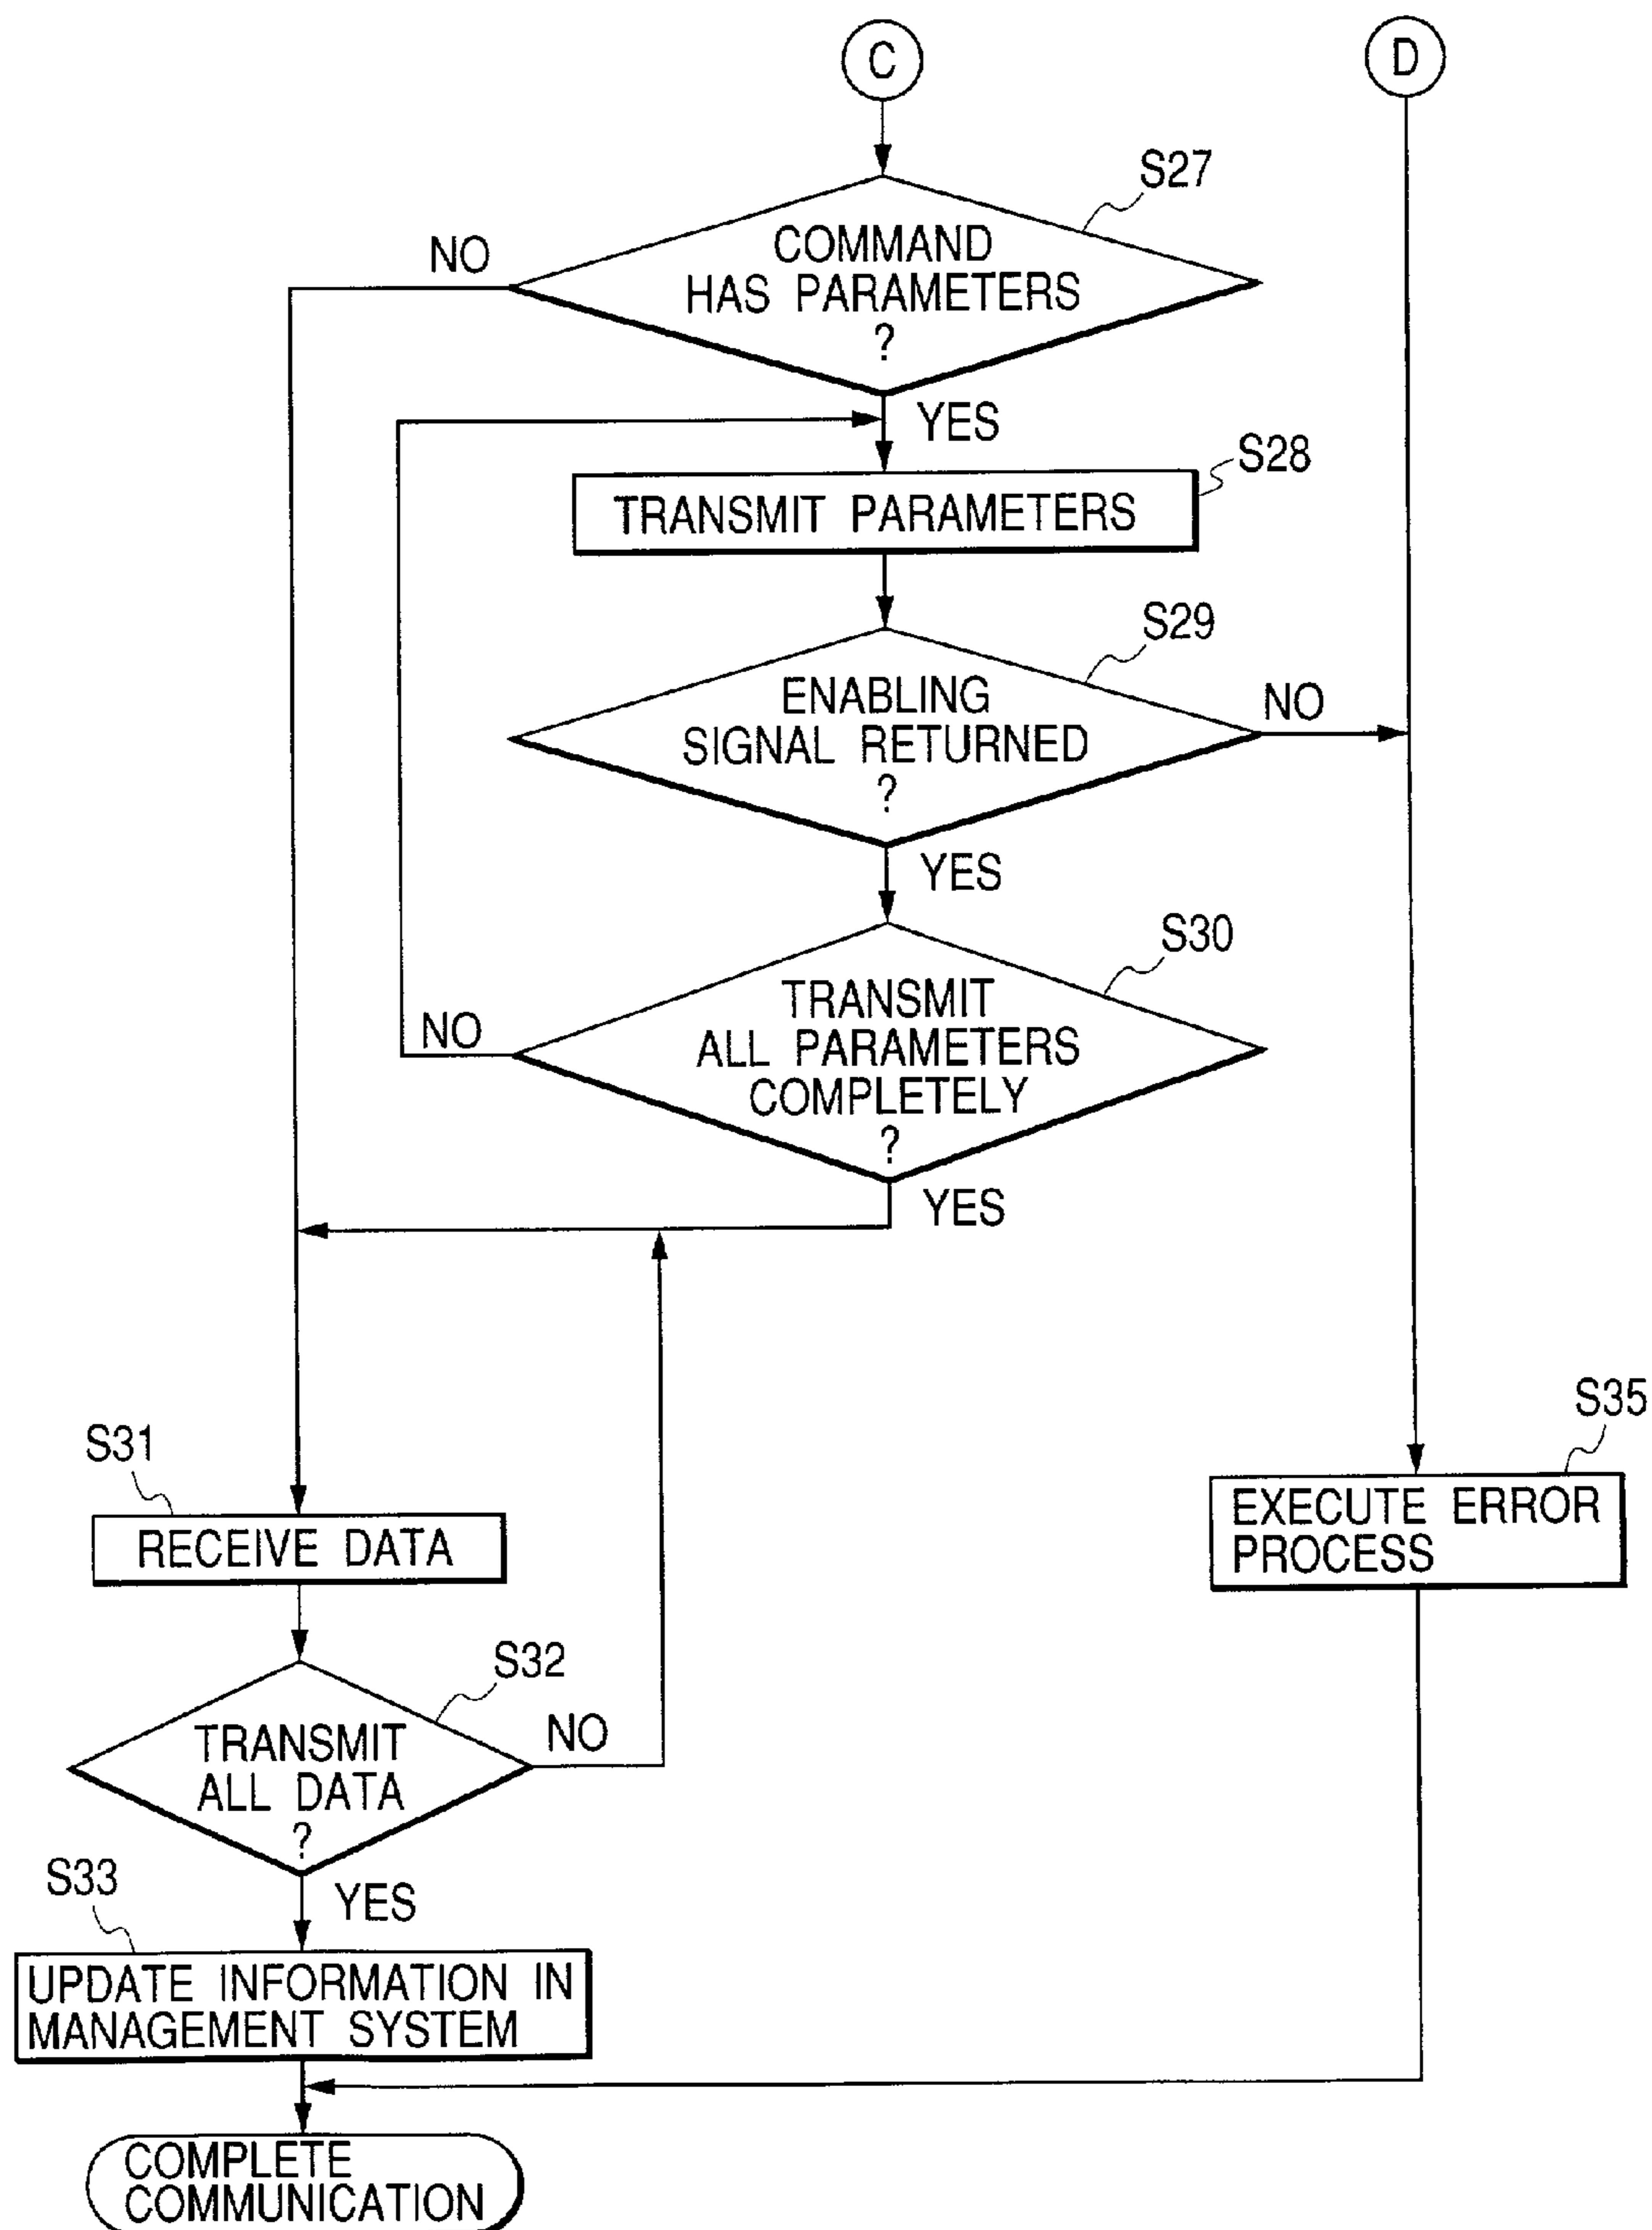 C
D
S27
NO
COMMAND
HAS PARAMETERS
?
YES
S28
TRANSMIT PARAMETERS
S29
ENABLING
SIGNAL RETURNED
?
NO
YES
S30
TRANSMIT
ALL PARAMETERS
COMPLETELY
?
NO
YES
S31
RECEIVE DATA
S35
EXECUTE ERROR
PROCESS
S32
TRANSMIT
ALL DATA
?
NO
YES
S33
UPDATE INFORMATION IN
MANAGEMENT SYSTEM
COMPLETE
COMMUNICATION